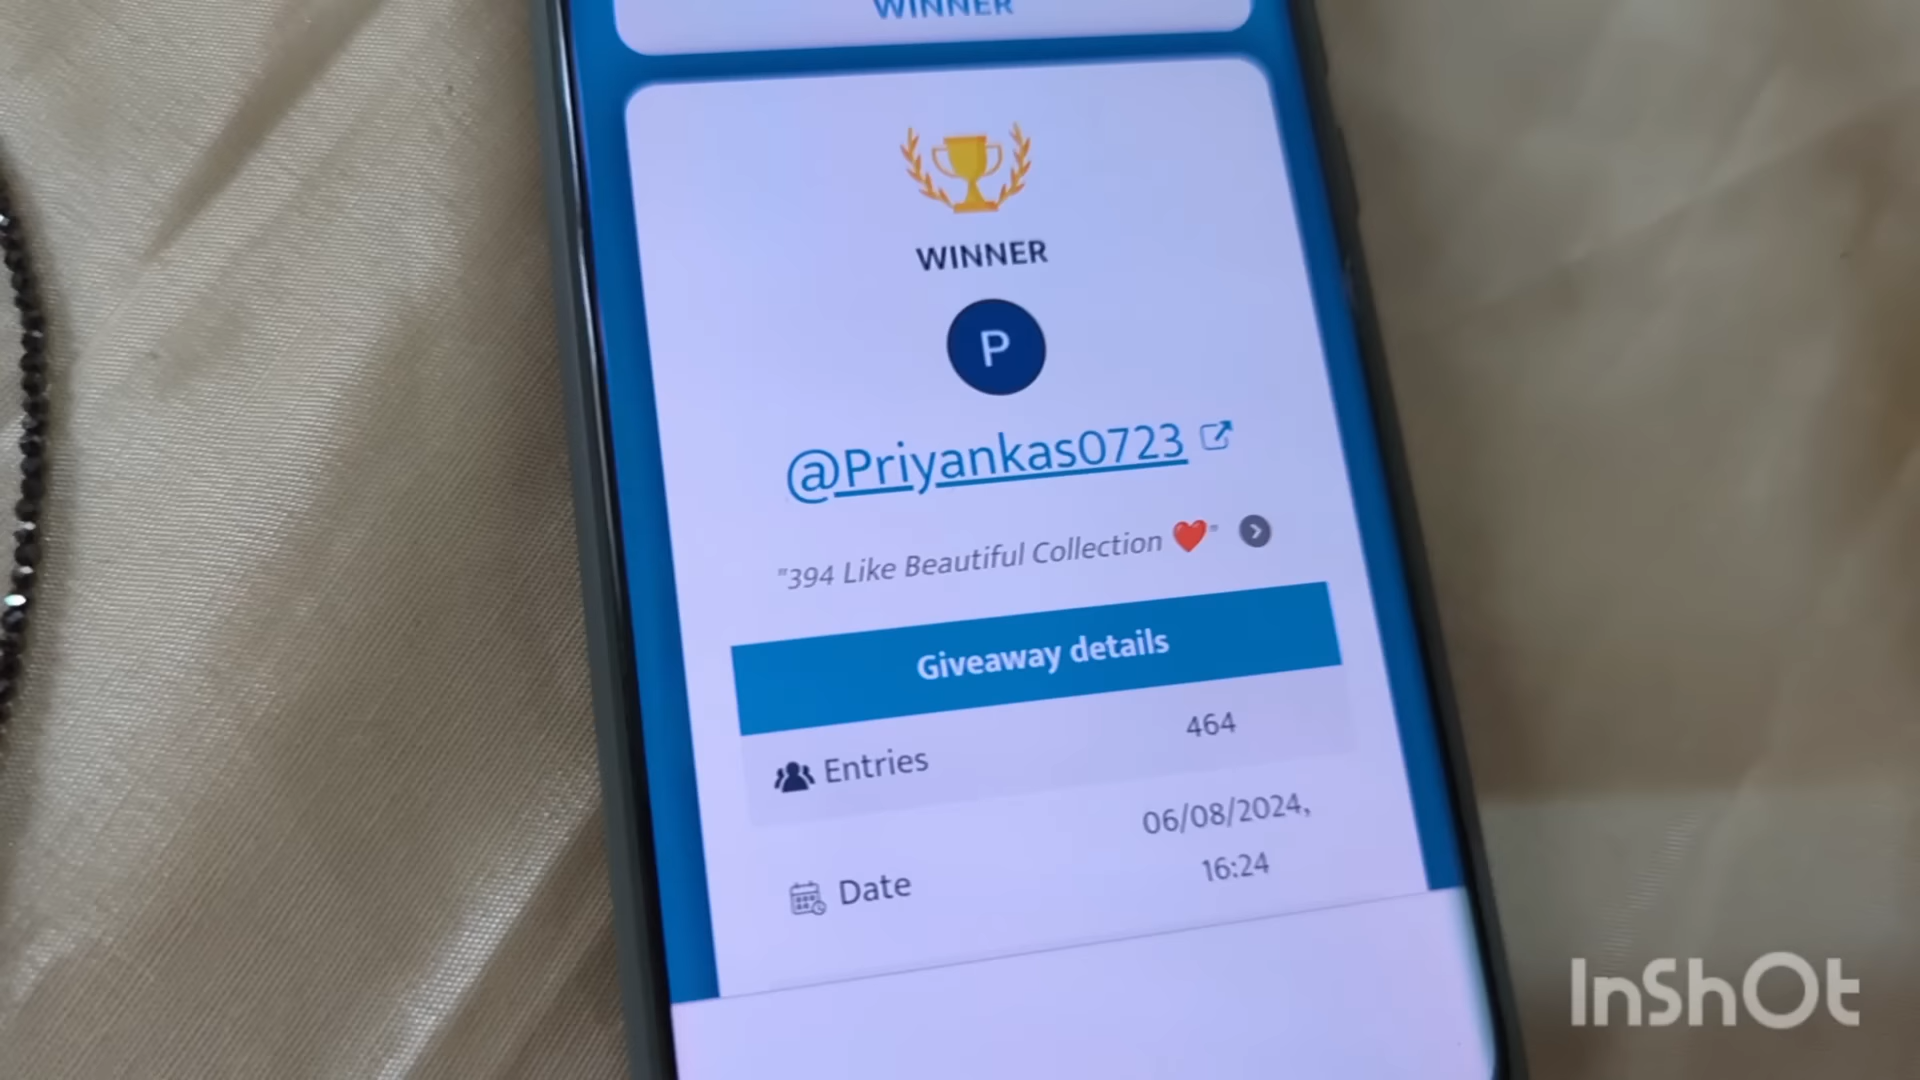 WINNER
WINNER
P
@Priyankas0723
"394 Like Beautiful Collection ❤️"
Giveaway details
Entries 464
06/08/2024,
Date 16:24
InShOt